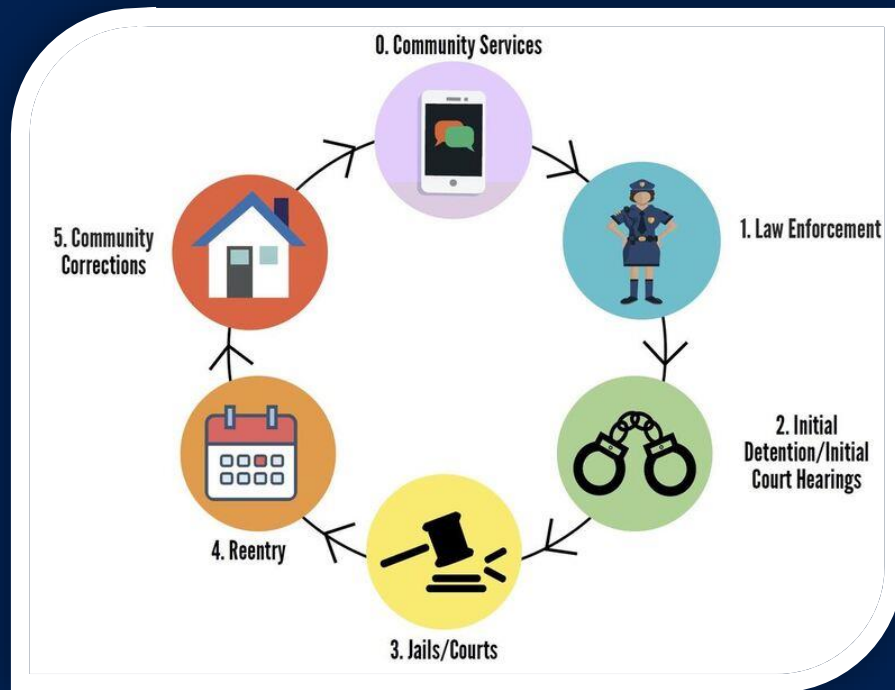 0. Community Services
1. Law Enforcement
2. Initial
Detention/Initial
Court Hearings
3. Jails/Courts
4. Reentry
5. Community
Corrections